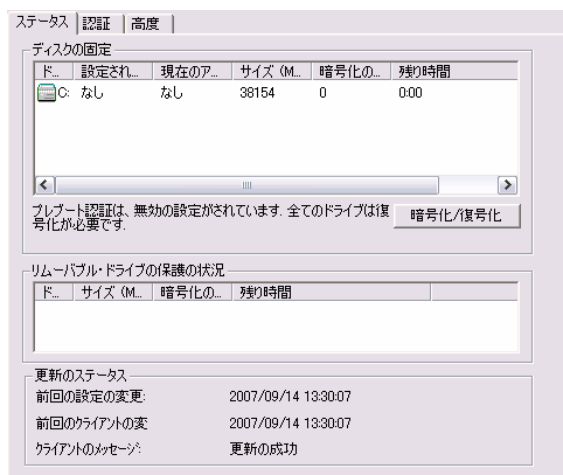 ステータス 認証 高度
ディスクの固定
ド... 設定され... 現在のア... サイズ (M... 暗号化の... 残り時間
C: なし なし 38154 0 0:00
プレブート認証は、無効の設定がされています. 全てのドライブは復
号化が必要です.
暗号化/復号化
リムーバブル・ドライブの保護の状況
ド... サイズ (M... 暗号化の... 残り時間
更新のステータス
前回の設定の変更: 2007/09/14 13:30:07
前回のクライアントの変 2007/09/14 13:30:07
クライアントのメッセージ: 更新の成功